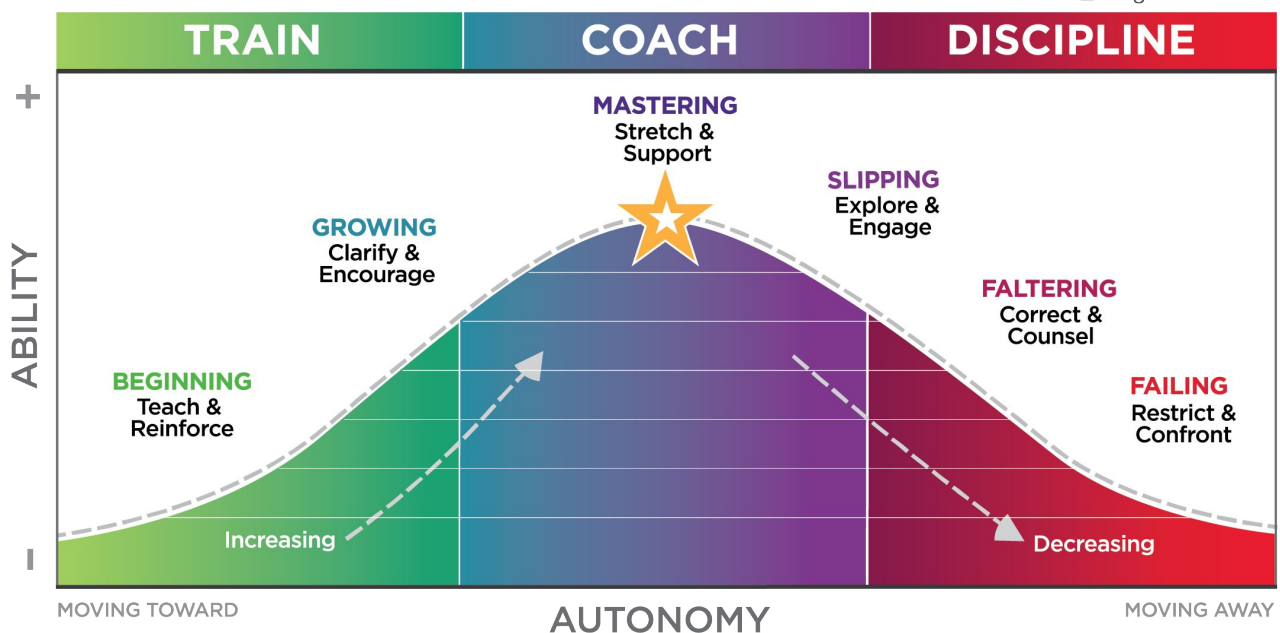 TRAIN
COACH
DISCIPLINE
+
MASTERING
Stretch &
Support
SLIPPING
Explore &
Engage
GROWING
Clarify &
Encourage
FALTERING
Correct &
Counsel
BEGINNING
Teach &
Reinforce
FAILING
Restrict &
Confront
ABILITY
Increasing
Decreasing
–
MOVING TOWARD
AUTONOMY
MOVING AWAY